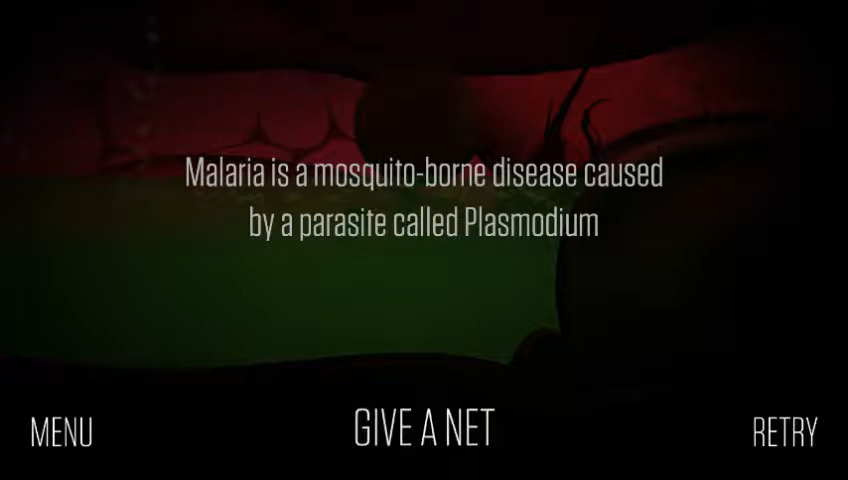 Malaria is a mosquito-borne disease caused
by a parasite called Plasmodium
MENU
GIVE A NET
RETRY